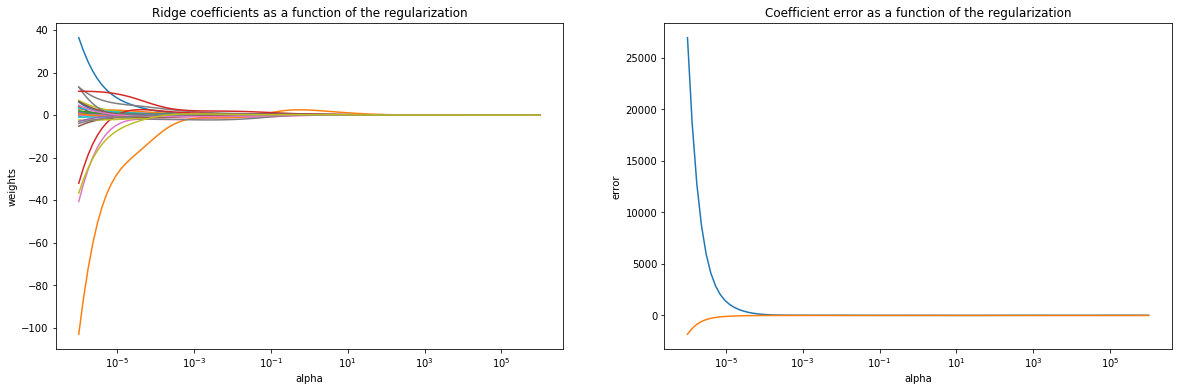 Ridge coefficients as a function of the regularization
40
20
0
−20
−40
−60
−80
−100
weights
10⁻⁵ 10⁻³ 10⁻¹ 10¹ 10³ 10⁵
alpha
Coefficient error as a function of the regularization
25000
20000
15000
10000
5000
0
error
10⁻⁵ 10⁻³ 10⁻¹ 10¹ 10³ 10⁵
alpha